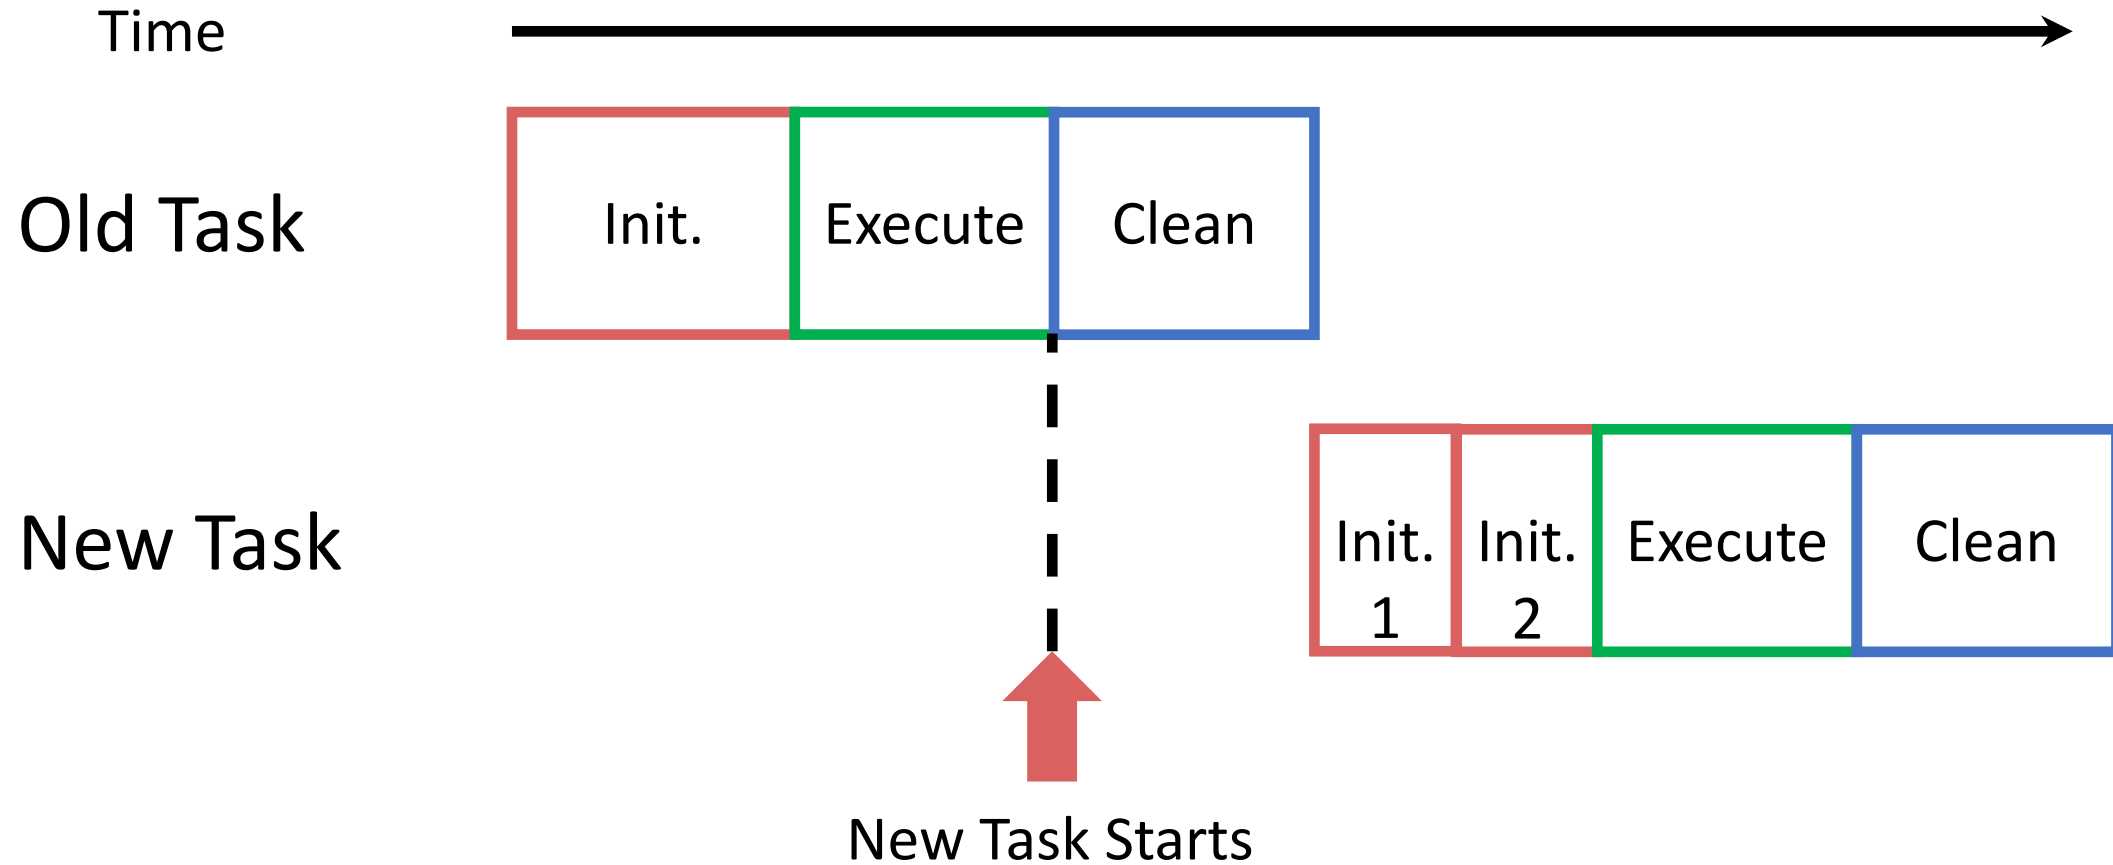 Time
Old Task
Init.
Execute
Clean
New Task
Init.
1
Init.
2
Execute
Clean
New Task Starts